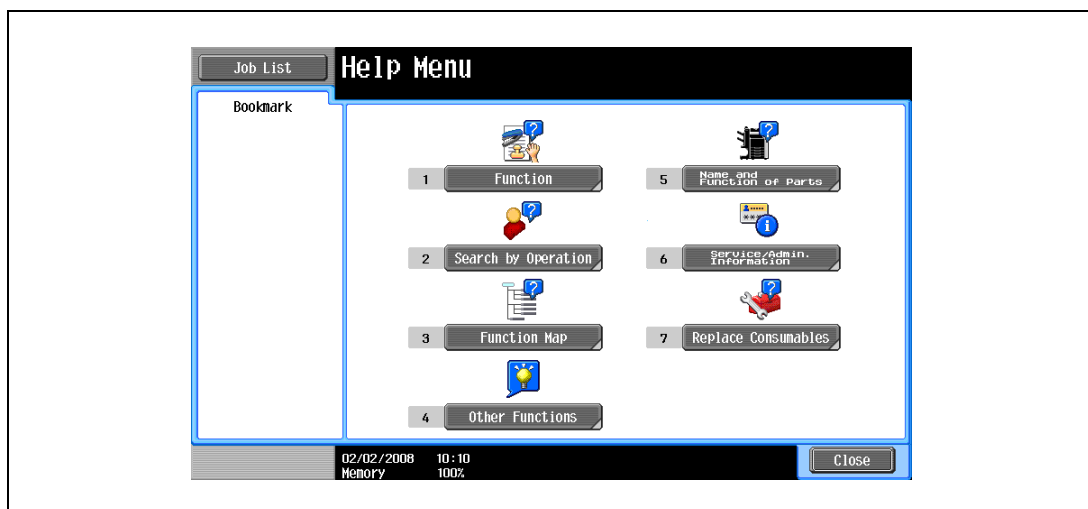 Job List
Help Menu
Bookmark
1 Function
2 Search by Operation
3 Function Map
4 Other Functions
5 Name and
Function of Parts
6 Service/Admin.
Information
7 Replace Consumables
02/02/2008 10:10
Memory 100%
Close